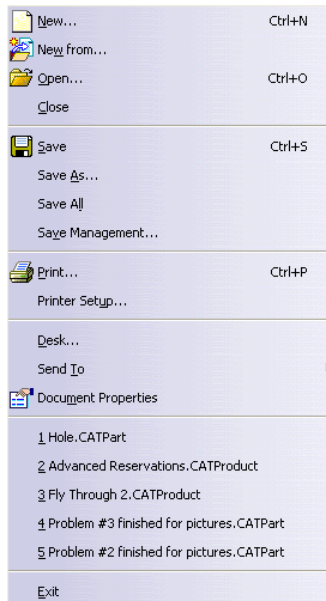 New... Ctrl+N
New from...
Open... Ctrl+O
Close
Save Ctrl+S
Save As...
Save All
Save Management...
Print... Ctrl+P
Printer Setup...
Desk...
Send To
Document Properties
1 Hole.CATPart
2 Advanced Reservations.CATProduct
3 Fly Through 2.CATProduct
4 Problem #3 finished for pictures.CATPart
5 Problem #2 finished for pictures.CATPart
Exit